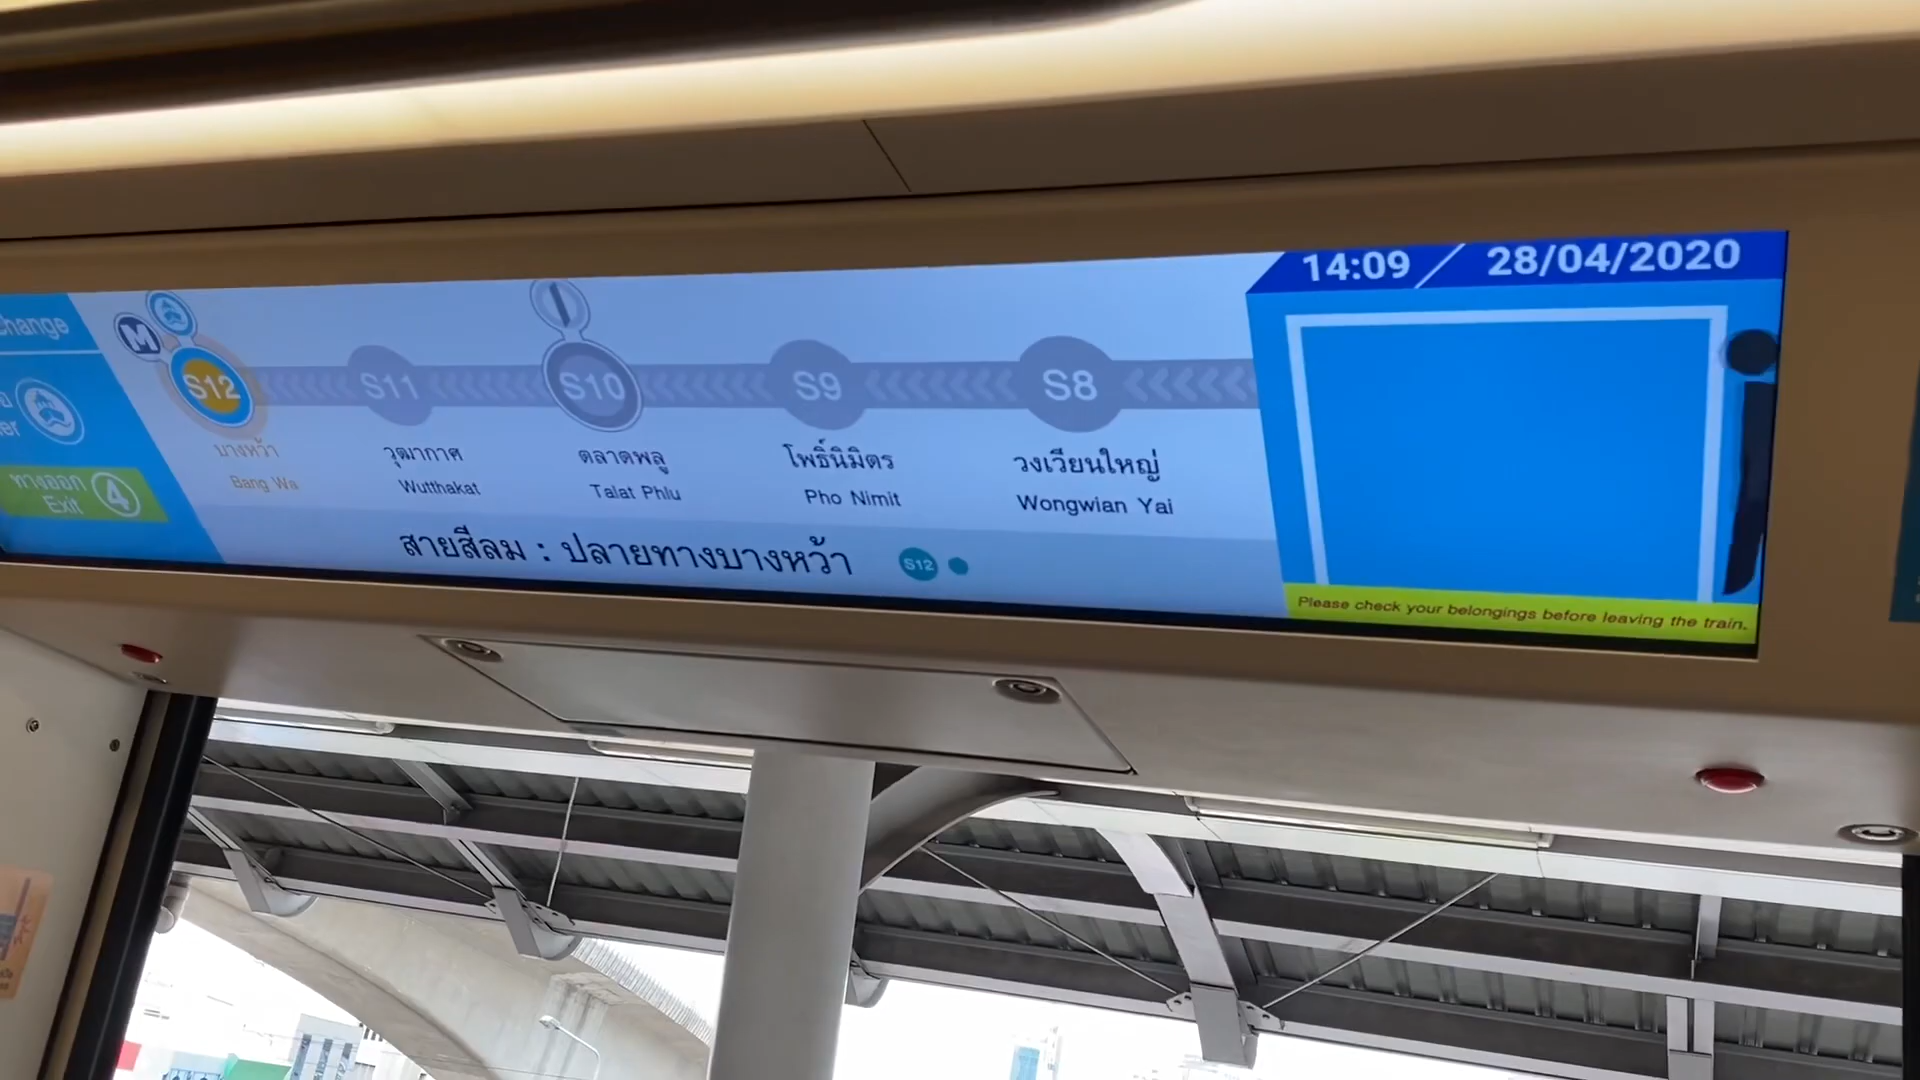 14:09 28/04/2020
change
M
S12 S11 S10 S9 S8
บางหว้า วุฒากาศ ตลาดพลู โพธิ์นิมิตร วงเวียนใหญ่
Bang Wa Wutthakat Talat Phlu Pho Nimit Wongwian Yai
ทางออก 4
Exit
สายสีลม : ปลายทางบางหว้า S12
Please check your belongings before leaving the train.